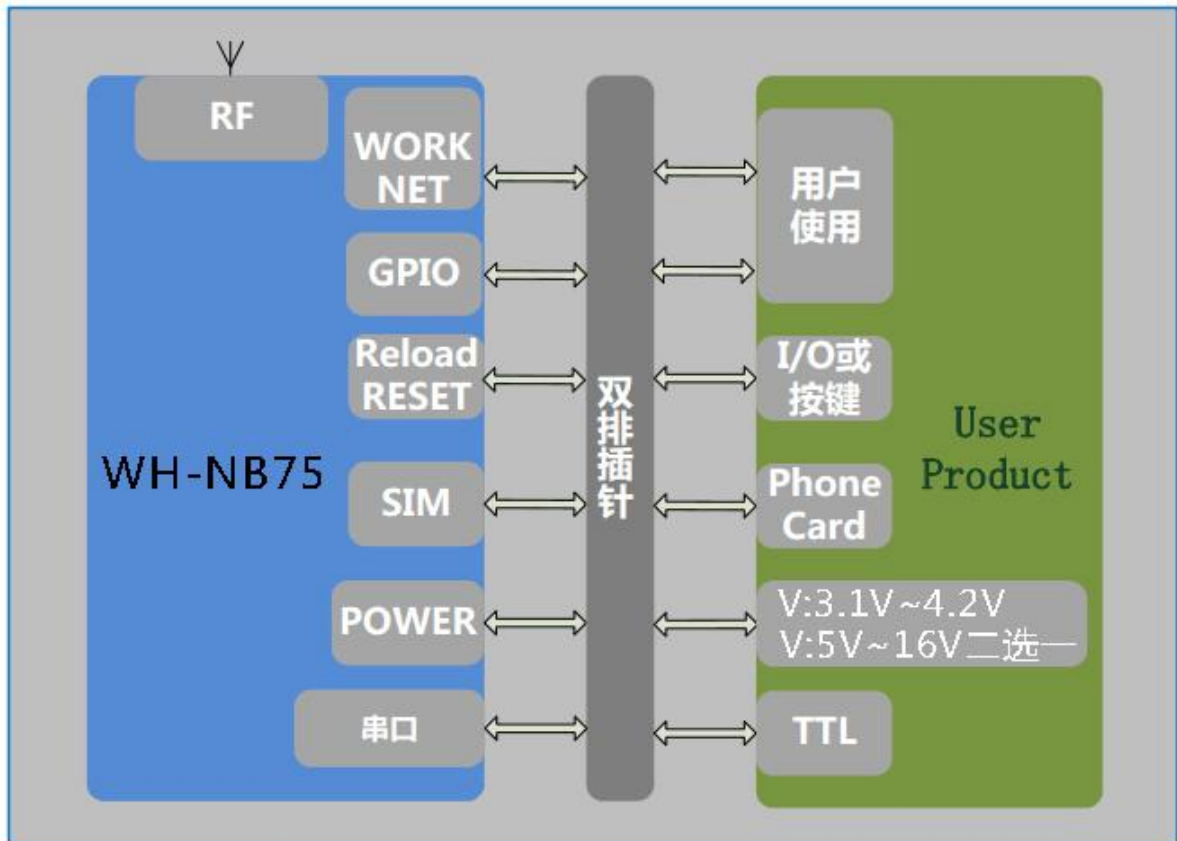 RF
WORK
NET
GPIO
Reload
RESET
WH-NB75
SIM
POWER
串口
双
排
插
针
用户
使用
I/O或
按键
User
Product
Phone
Card
V:3.1V~4.2V
V:5V~16V二选一
TTL